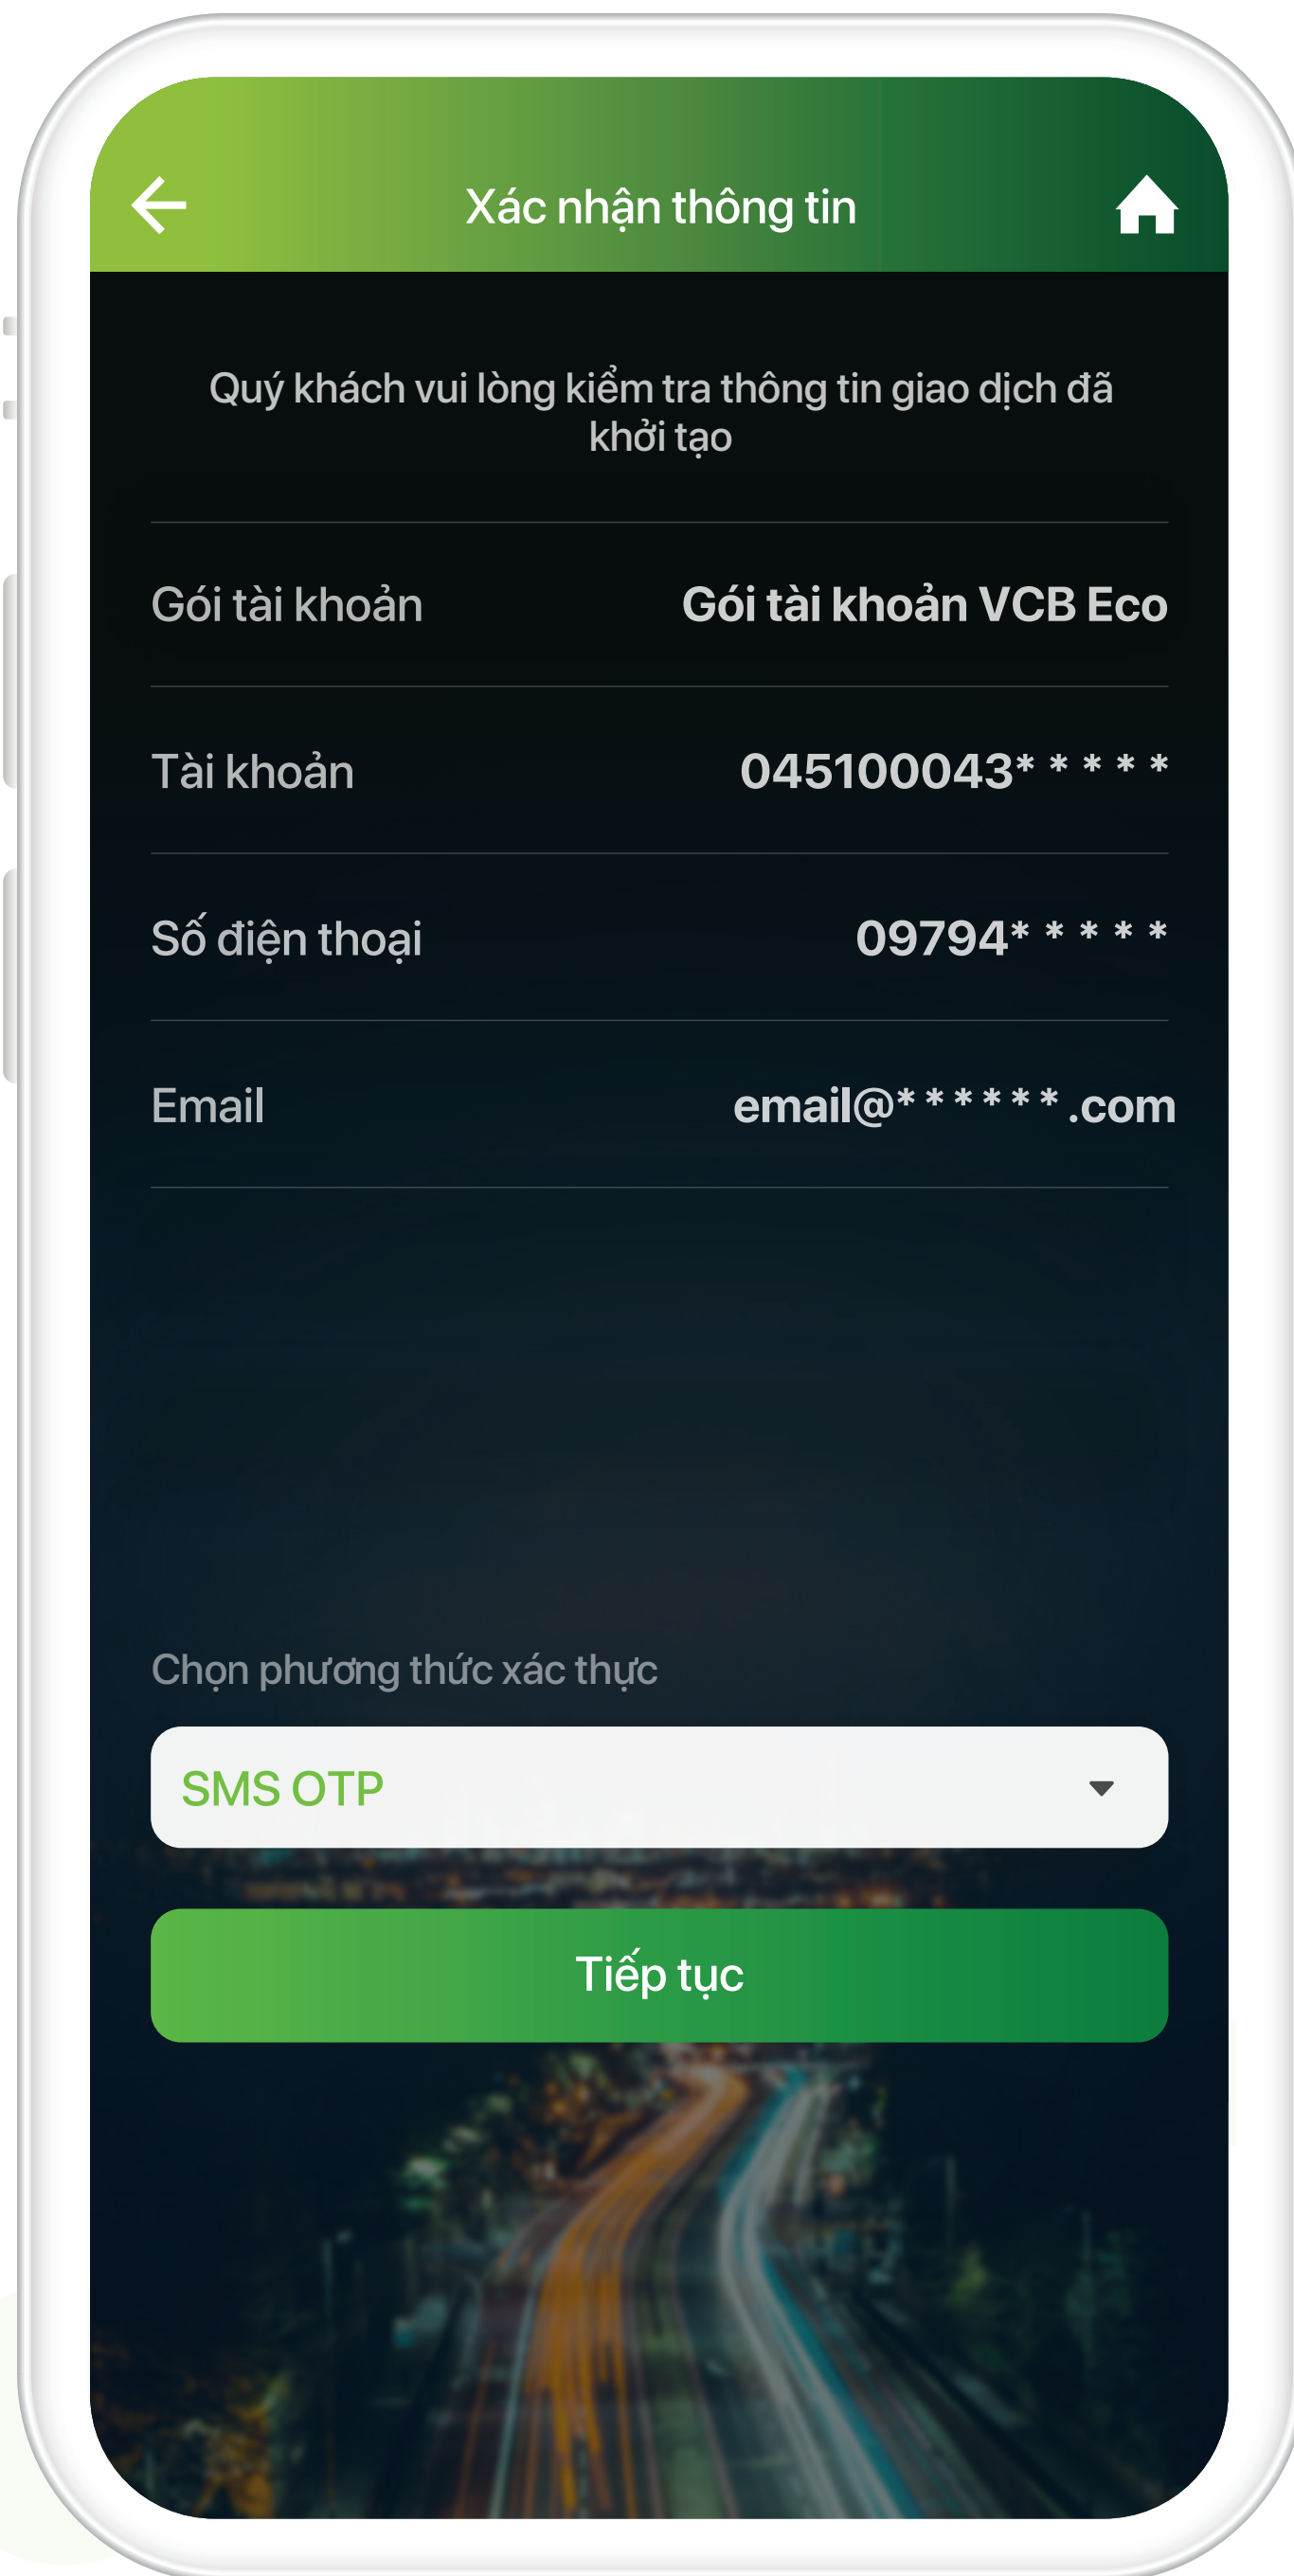 Xác nhận thông tin
Quý khách vui lòng kiểm tra thông tin giao dịch đã
khởi tạo
Gói tài khoản Gói tài khoản VCB Eco
Tài khoản 045100043* * * * *
Số điện thoại 09794* * * * *
Email email@* * * * * * .com
Chọn phương thức xác thực
SMS OTP
Tiếp tục